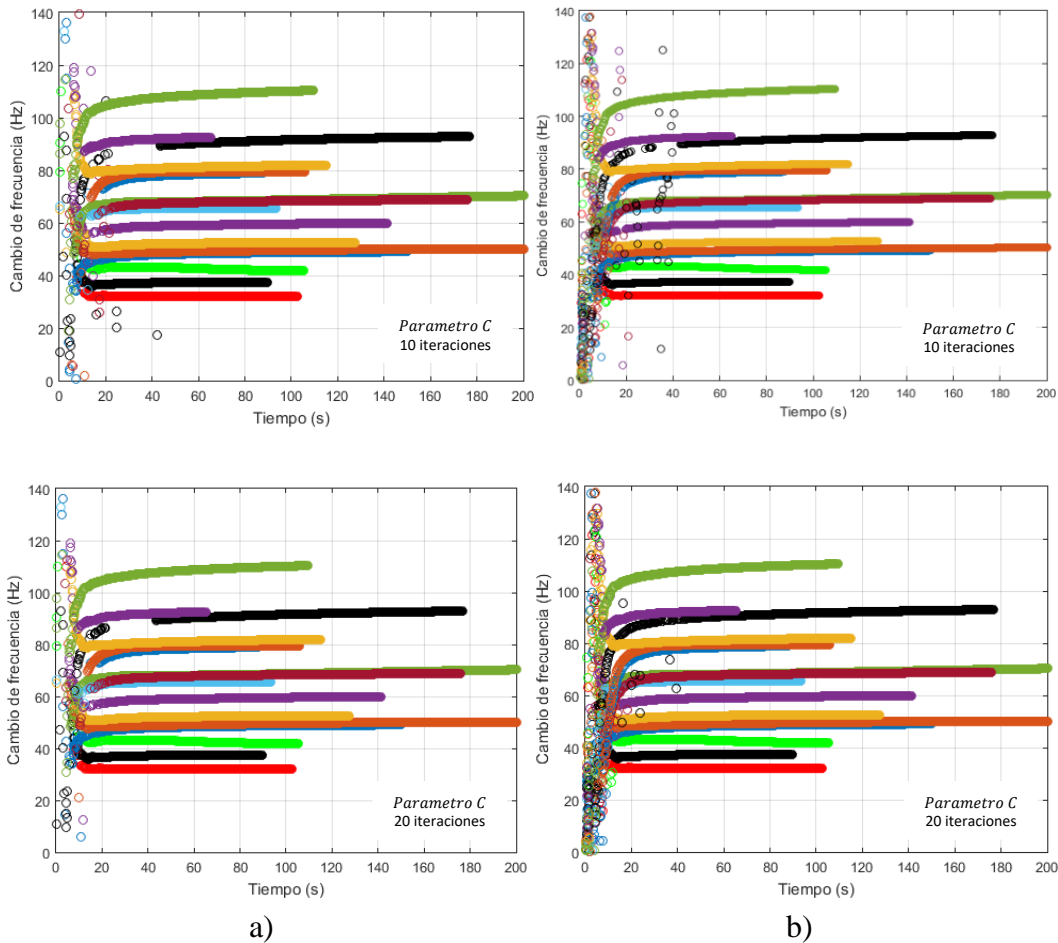 140
120
100
80
60
40
20
0
Cambio de frecuencia (Hz)
Parametro C
10 iteraciones
0 20 40 60 80 100 120 140 160 180 200
Tiempo (s)
140
120
100
80
60
40
20
0
Cambio de frecuencia (Hz)
Parametro C
10 iteraciones
0 20 40 60 80 100 120 140 160 180 200
Tiempo (s)
140
120
100
80
60
40
20
0
Cambio de frecuencia (Hz)
Parametro C
20 iteraciones
0 20 40 60 80 100 120 140 160 180 200
Tiempo (s)
140
120
100
80
60
40
20
0
Cambio de frecuencia (Hz)
Parametro C
20 iteraciones
0 20 40 60 80 100 120 140 160 180 200
Tiempo (s)
a)
b)